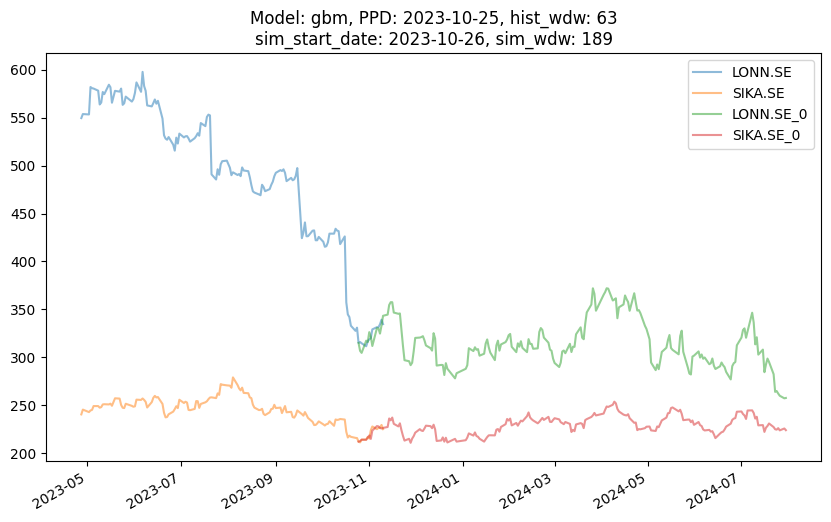 Model: gbm, PPD: 2023-10-25, hist_wdw: 63
sim_start_date: 2023-10-26, sim_wdw: 189
600
550
500
450
400
350
300
250
200
LONN.SE
SIKA.SE
LONN.SE_0
SIKA.SE_0
2023-05
2023-07
2023-09
2023-11
2024-01
2024-03
2024-05
2024-07